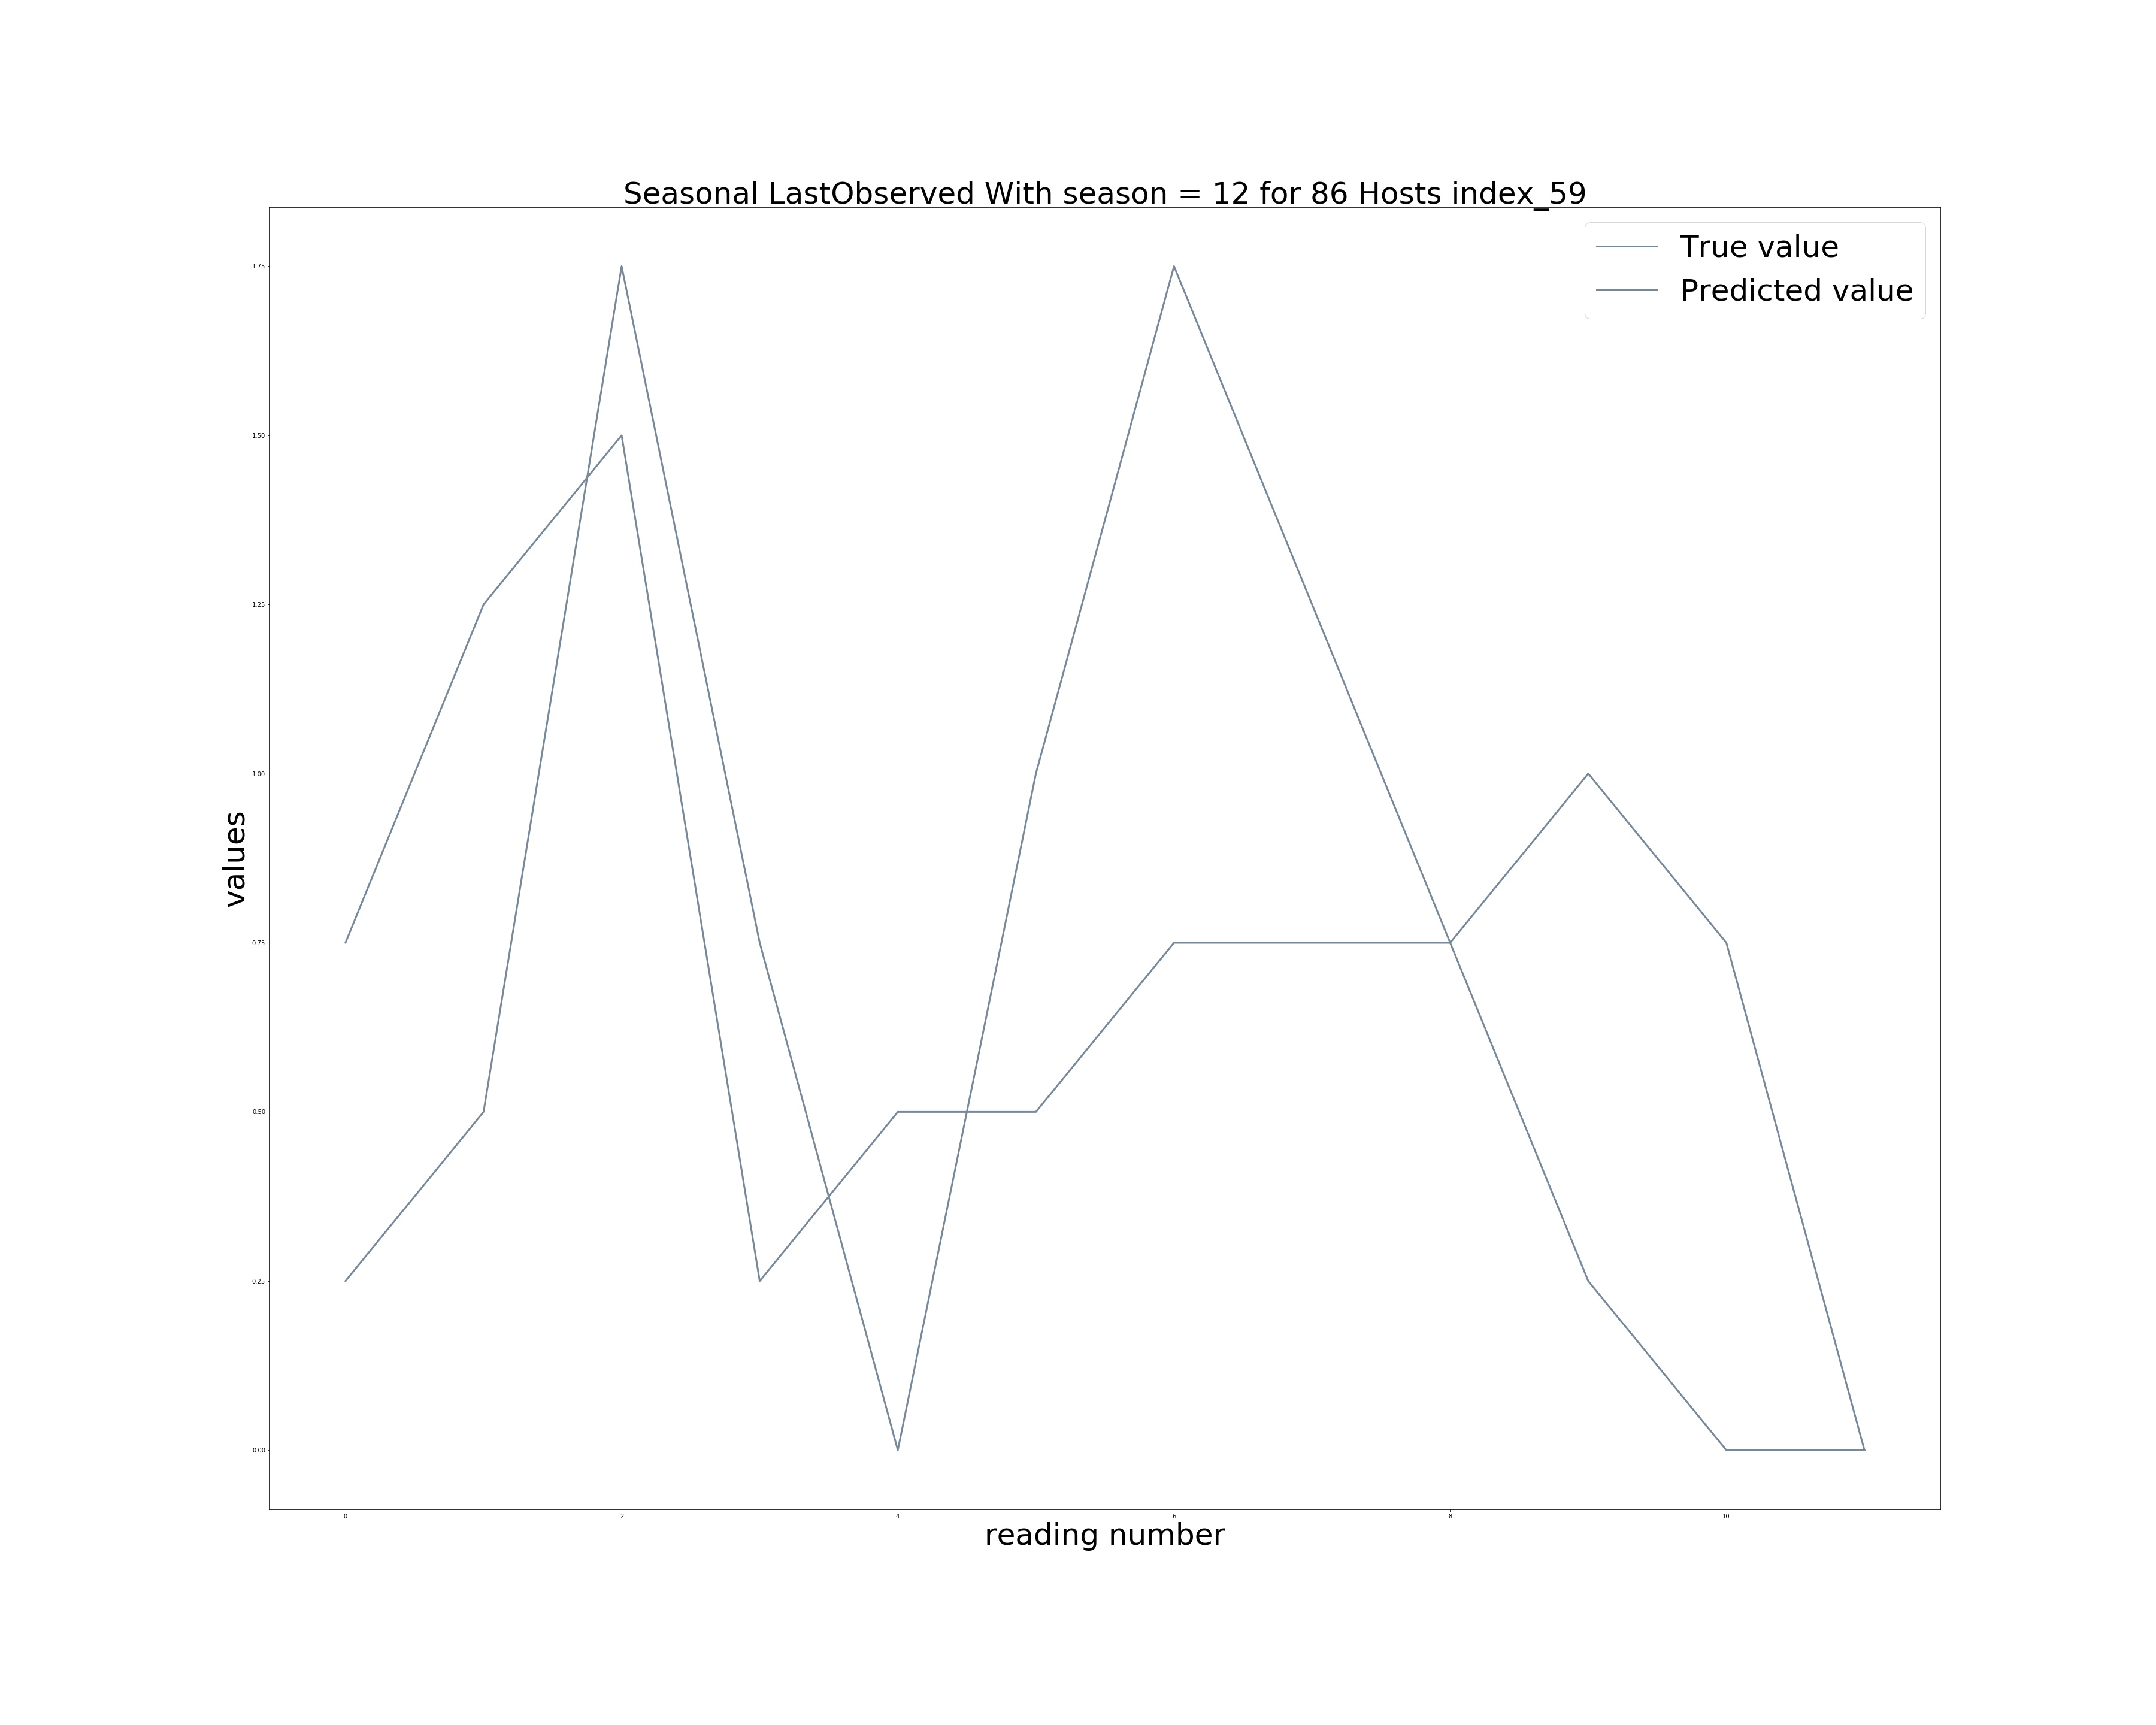 Seasonal LastObserved With season = 12 for 86 Hosts index_59
True value
Predicted value
1.75
1.50
1.25
1.00
0.75
0.50
0.25
0.00
values
0 2 4 6 8 10
reading number